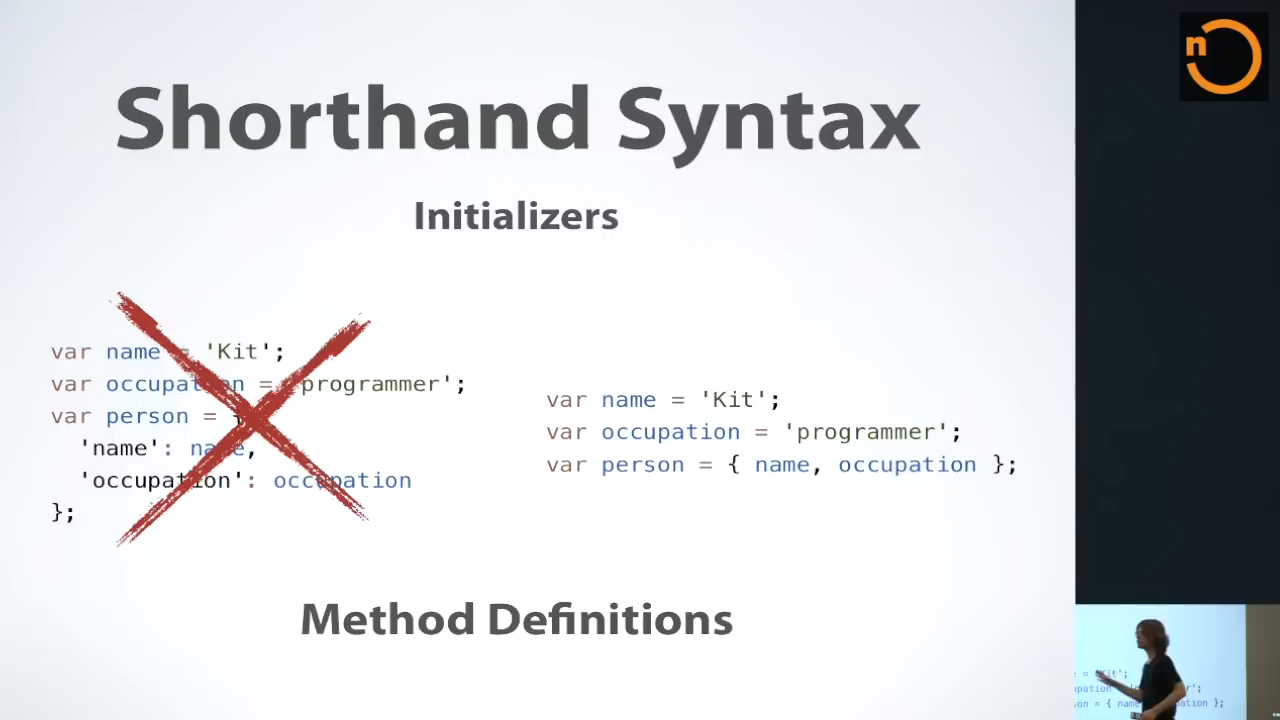 n
Shorthand Syntax
Initializers
var name = 'Kit';
var occupation = 'programmer';
var person = {
'name': name,
'occupation': occupation
};
var name = 'Kit';
var occupation = 'programmer';
var person = { name, occupation };
Method Definitions